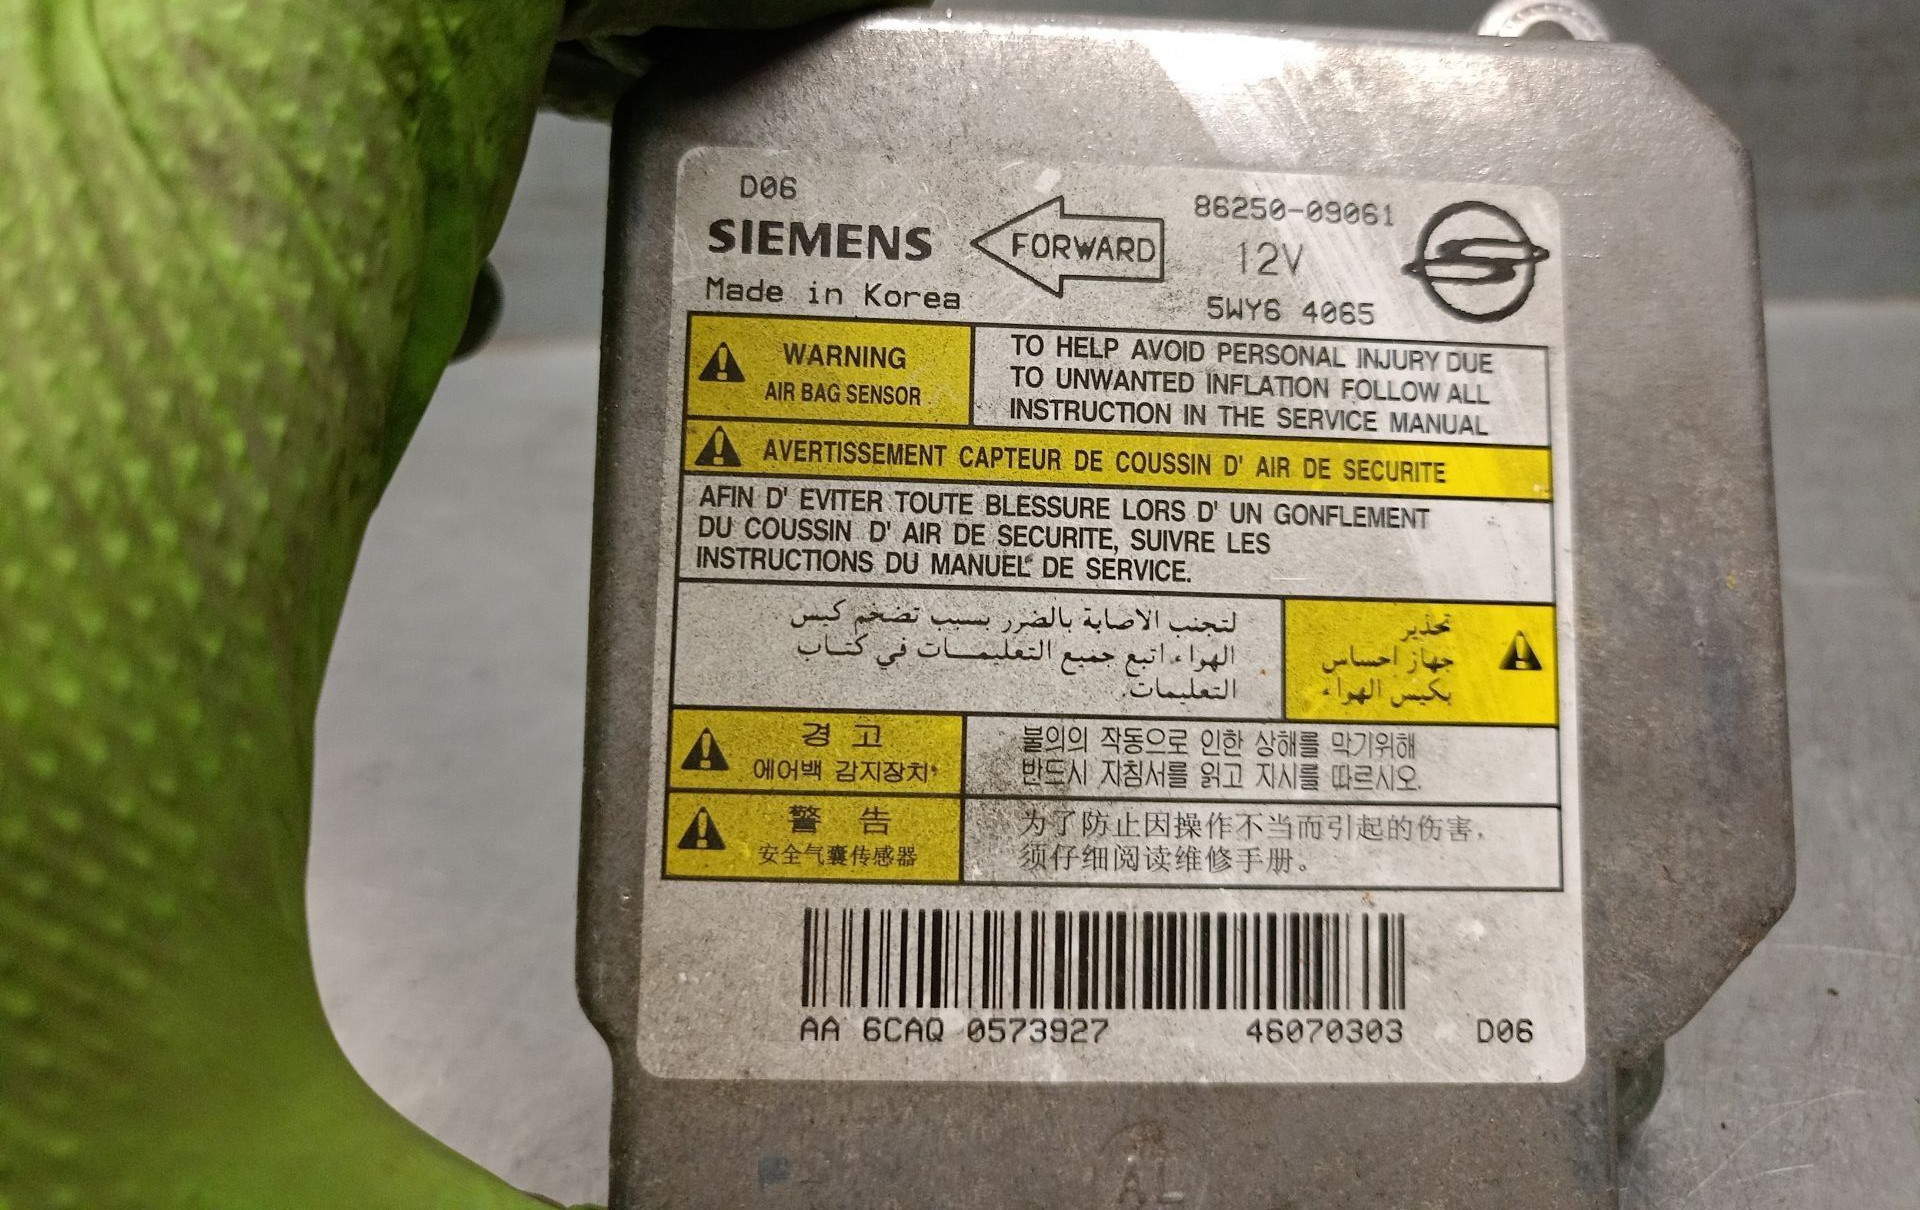 D06
SIEMENS
Made in Korea
FORWARD
86250-09061
12V
5WY6 4065
WARNING
AIR BAG SENSOR
TO HELP AVOID PERSONAL INJURY DUE
TO UNWANTED INFLATION FOLLOW ALL
INSTRUCTION IN THE SERVICE MANUAL
AVERTISSEMENT CAPTEUR DE COUSSIN D' AIR DE SECURITE
AFIN D' EVITER TOUTE BLESSURE LORS D' UN GONFLEMENT
DU COUSSIN D' AIR DE SECURITE, SUIVRE LES
INSTRUCTIONS DU MANUEL DE SERVICE.
تحذير
جهاز احساس
بكيس الهواء
لتجنب الاصابة بالضرر بسبب تضخم كيس
الهواء اتبع جميع التعليمـــات في كتـــاب
التعليمات.
경 고
에어백 감지장치
불의의 작동으로 인한 상해를 막기위해
반드시 지침서를 읽고 지시를 따르시오.
警 告
安全气囊传感器
为了防止因操作不当而引起的伤害,
须仔细阅读维修手册。
AA 6CAQ 0573927 46070303 D06
AL